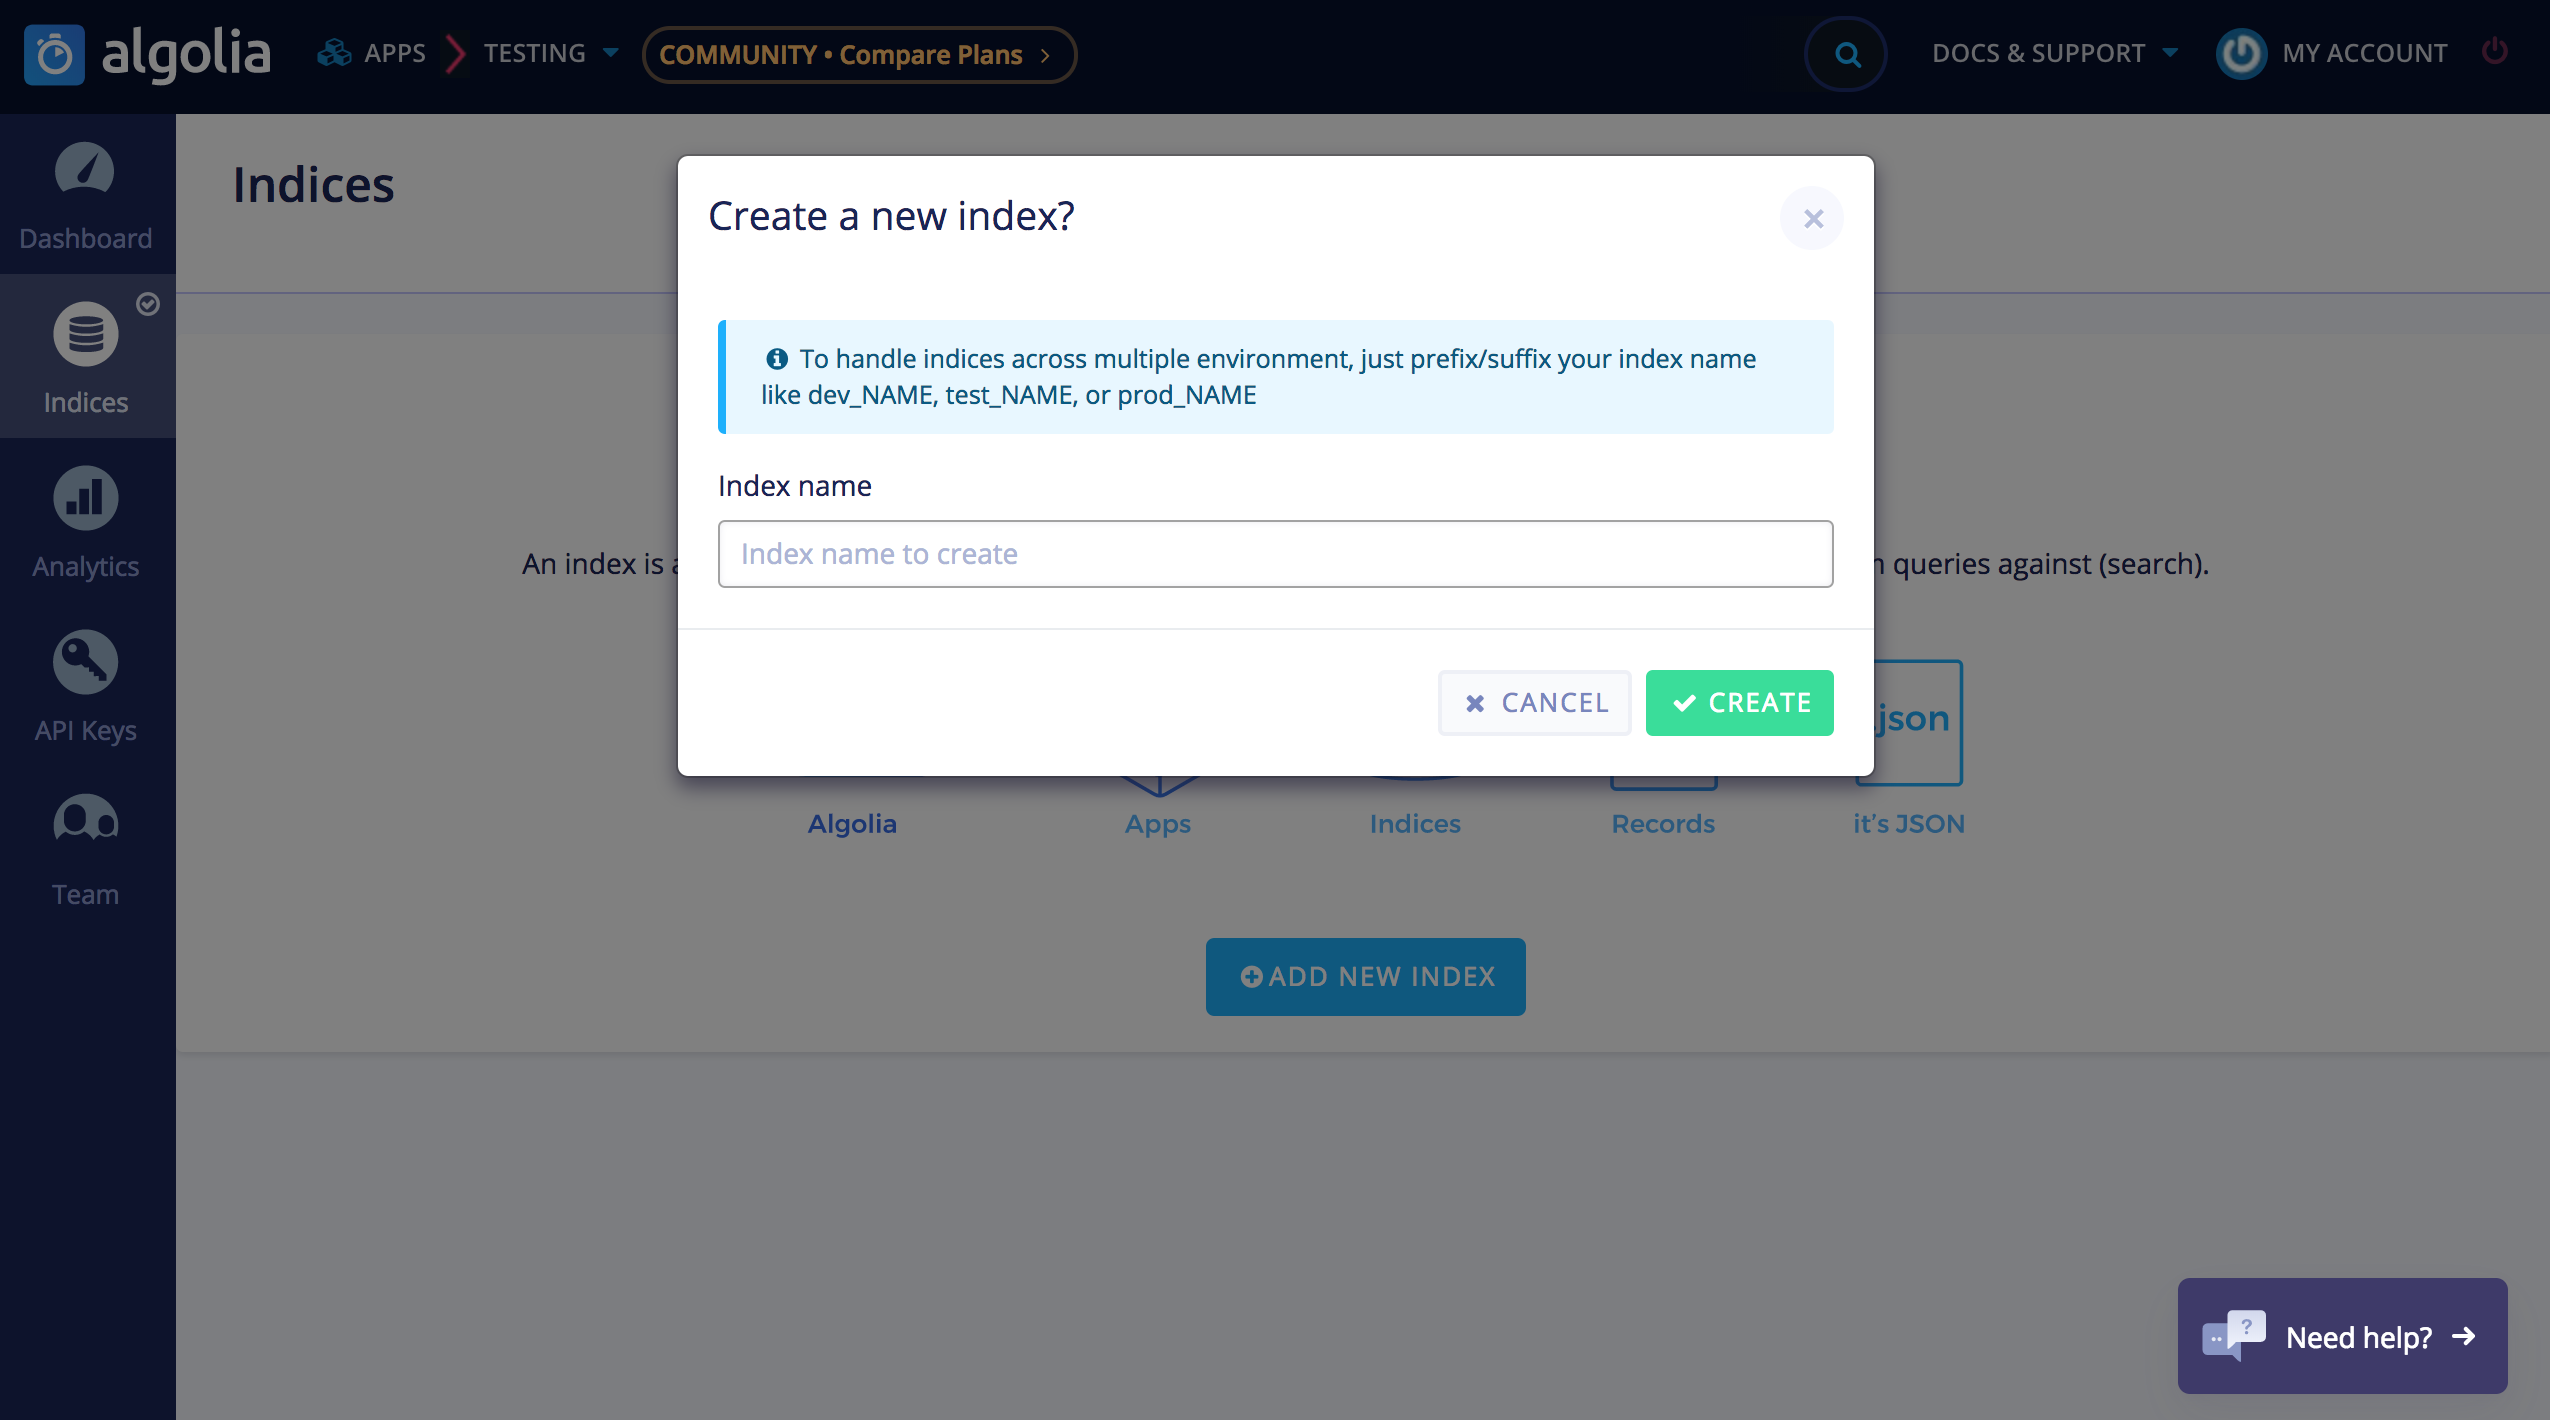 algolia
APPS
TESTING
COMMUNITY • Compare Plans
DOCS & SUPPORT
MY ACCOUNT
Dashboard
Indices
Analytics
API Keys
Team
Indices
Create a new index?
To handle indices across multiple environment, just prefix/suffix your index name
like dev_NAME, test_NAME, or prod_NAME
Index name
Index name to create
CANCEL
CREATE
An index is
queries against (search).
.json
Algolia
Apps
Indices
Records
it's JSON
ADD NEW INDEX
?
Need help?